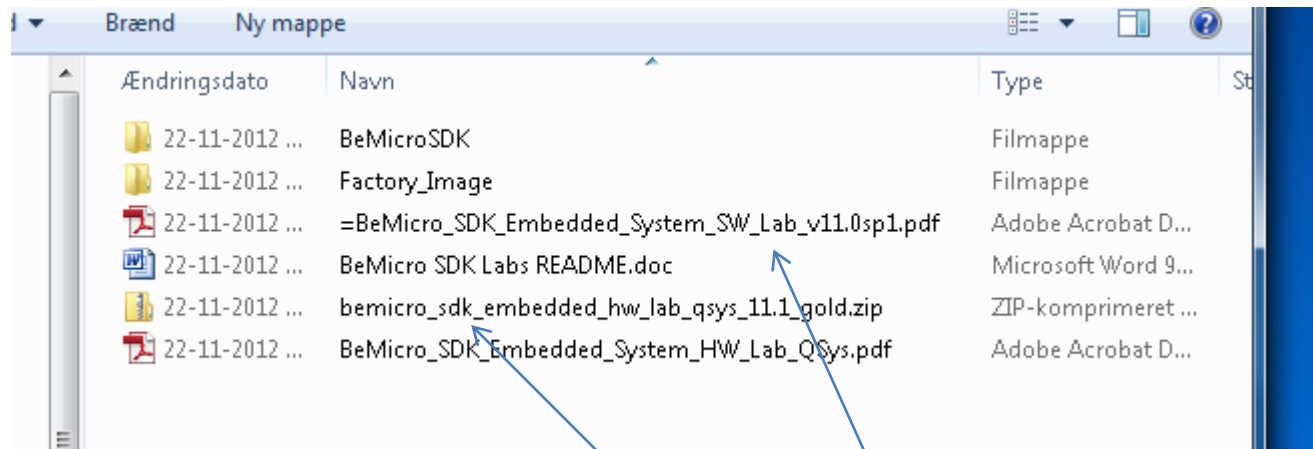 Brænd Ny mappe
Ændringsdato Navn Type St
22-11-2012 ... BeMicroSDK Filmappe
22-11-2012 ... Factory_Image Filmappe
22-11-2012 ... =BeMicro_SDK_Embedded_System_SW_Lab_v11.0sp1.pdf Adobe Acrobat D...
22-11-2012 ... BeMicro SDK Labs README.doc Microsoft Word 9...
22-11-2012 ... bemicro_sdk_embedded_hw_lab_qsys_11.1_gold.zip ZIP-komprimeret ...
22-11-2012 ... BeMicro_SDK_Embedded_System_HW_Lab_QSys.pdf Adobe Acrobat D...